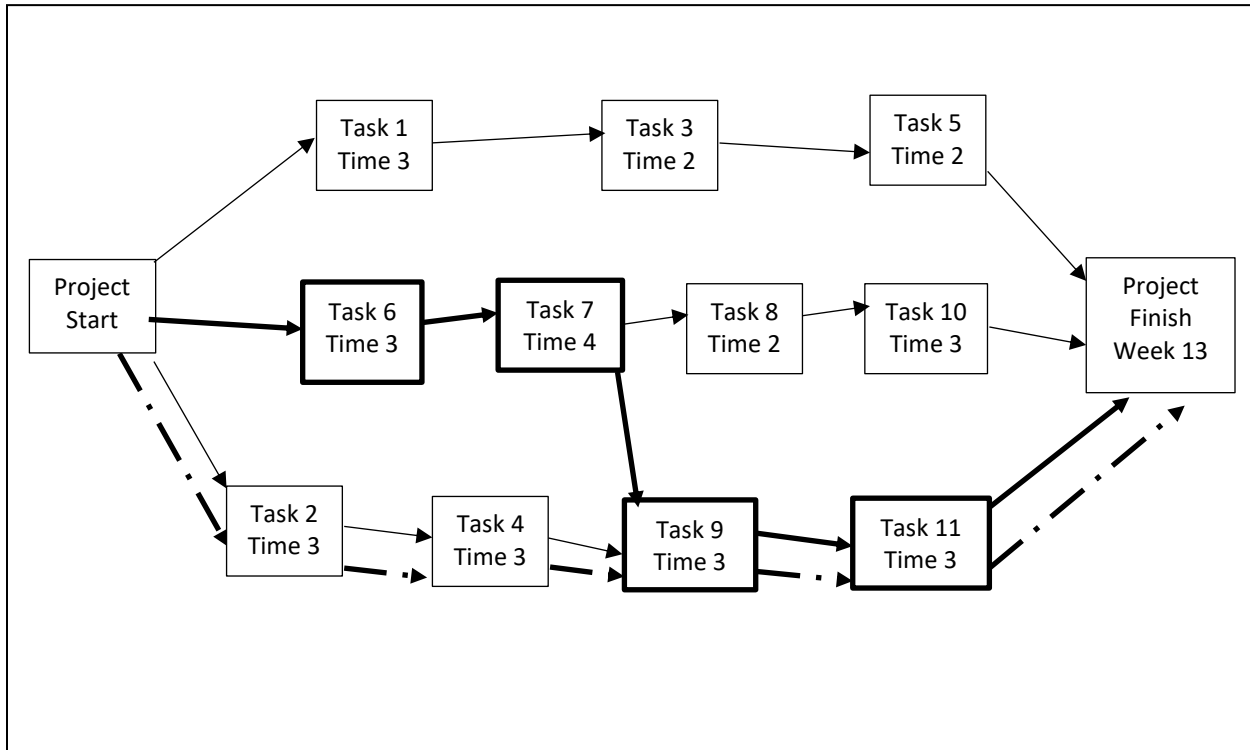 Task 1
Time 3
Task 3
Time 2
Task 5
Time 2
Project
Start
Task 6
Time 3
Task 7
Time 4
Task 8
Time 2
Task 10
Time 3
Project
Finish
Week 13
Task 2
Time 3
Task 4
Time 3
Task 9
Time 3
Task 11
Time 3